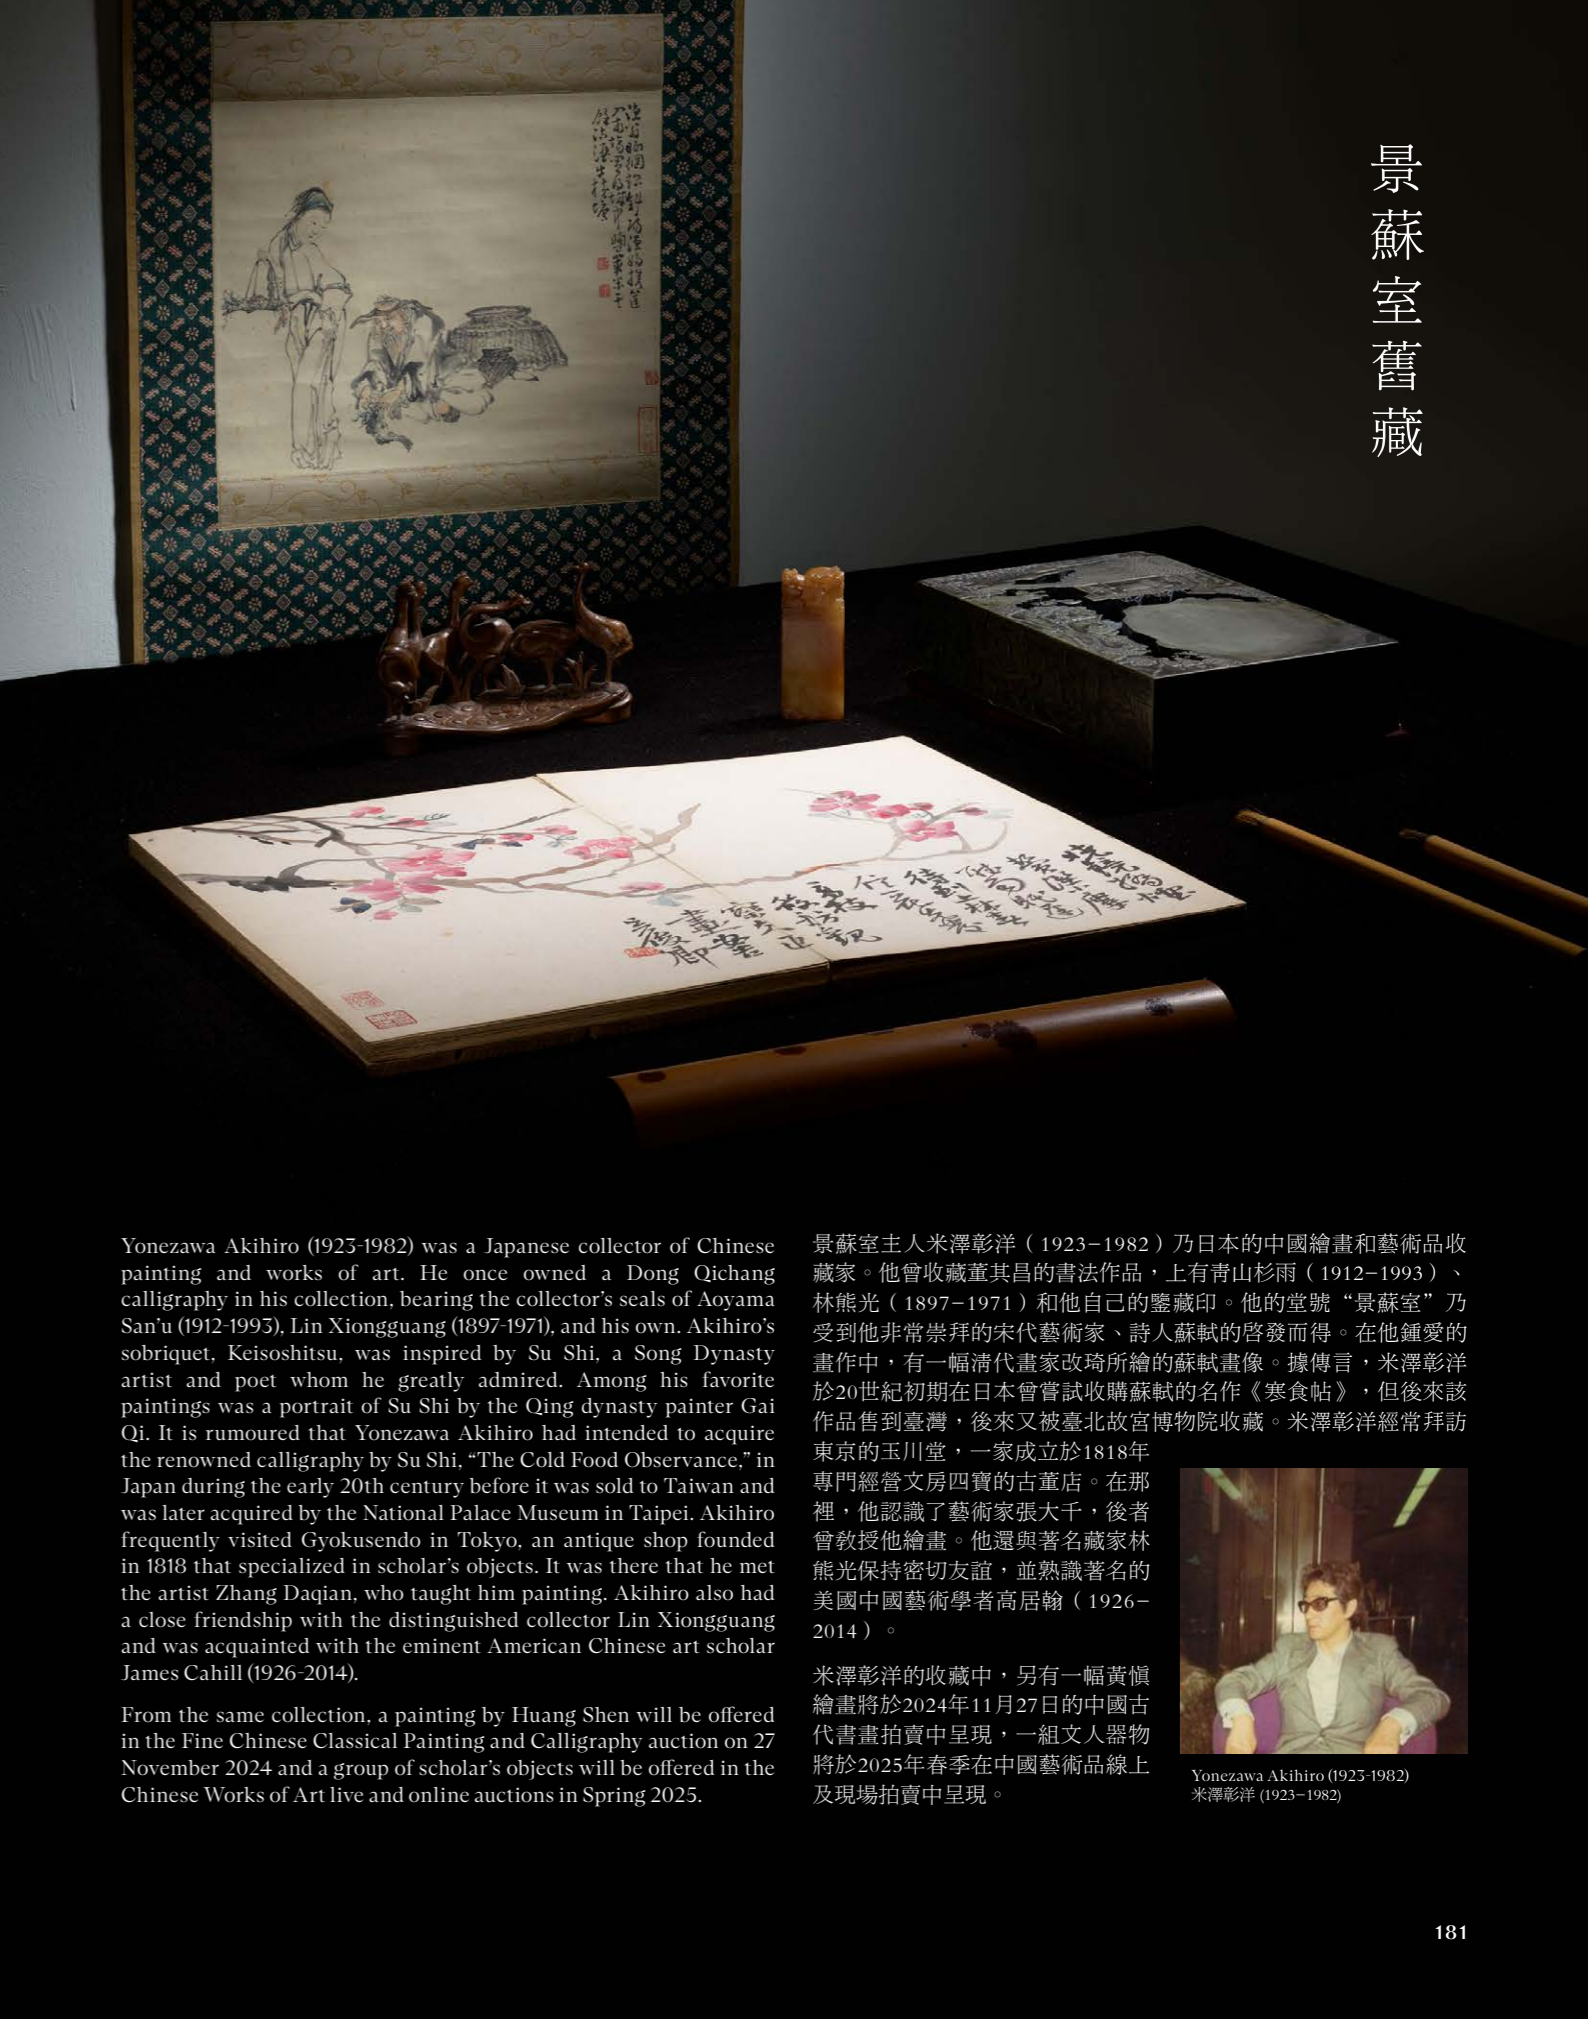 景蘇室舊藏
Yonezawa Akihiro (1923-1982) was a Japanese collector of Chinese
painting and works of art. He once owned a Dong Qichang
calligraphy in his collection, bearing the collector’s seals of Aoyama
San’u (1912-1993), Lin Xiongguang (1897-1971), and his own. Akihiro’s
sobriquet, Keisoshitsu, was inspired by Su Shi, a Song Dynasty
artist and poet whom he greatly admired. Among his favorite
paintings was a portrait of Su Shi by the Qing dynasty painter Gai
Qi. It is rumoured that Yonezawa Akihiro had intended to acquire
the renowned calligraphy by Su Shi, “The Cold Food Observance,” in
Japan during the early 20th century before it was sold to Taiwan and
was later acquired by the National Palace Museum in Taipei. Akihiro
frequently visited Gyokusendo in Tokyo, an antique shop founded
in 1818 that specialized in scholar’s objects. It was there that he met
the artist Zhang Daqian, who taught him painting. Akihiro also had
a close friendship with the distinguished collector Lin Xiongguang
and was acquainted with the eminent American Chinese art scholar
James Cahill (1926-2014).
From the same collection, a painting by Huang Shen will be offered
in the Fine Chinese Classical Painting and Calligraphy auction on 27
November 2024 and a group of scholar’s objects will be offered in the
Chinese Works of Art live and online auctions in Spring 2025.
景蘇室主人米澤彰洋（1923–1982）乃日本的中國繪畫和藝術品收
藏家。他曾收藏董其昌的書法作品，上有靑山杉雨（1912–1993）、
林熊光（1897–1971）和他自己的鑒藏印。他的堂號“景蘇室”乃
受到他非常崇拜的宋代藝術家、詩人蘇軾的啓發而得。在他鍾愛的
畫作中，有一幅淸代畫家改琦所繪的蘇軾畫像。據傳言，米澤彰洋
於20世紀初期在日本曾嘗試收購蘇軾的名作《寒食帖》，但後來該
作品售到臺灣，後來又被臺北故宮博物院收藏。米澤彰洋經常拜訪
東京的玉川堂，一家成立於1818年
專門經營文房四寶的古董店。在那
裡，他認識了藝術家張大千，後者
曾敎授他繪畫。他還與著名藏家林
熊光保持密切友誼，並熟識著名的
美國中國藝術學者高居翰（1926–
2014）。
米澤彰洋的收藏中，另有一幅黃愼
繪畫將於2024年11月27日的中國古
代書畫拍賣中呈現，一組文人器物
將於2025年春季在中國藝術品線上
及現場拍賣中呈現。
Yonezawa Akihiro (1923-1982)
米澤彰洋 (1923–1982)
181